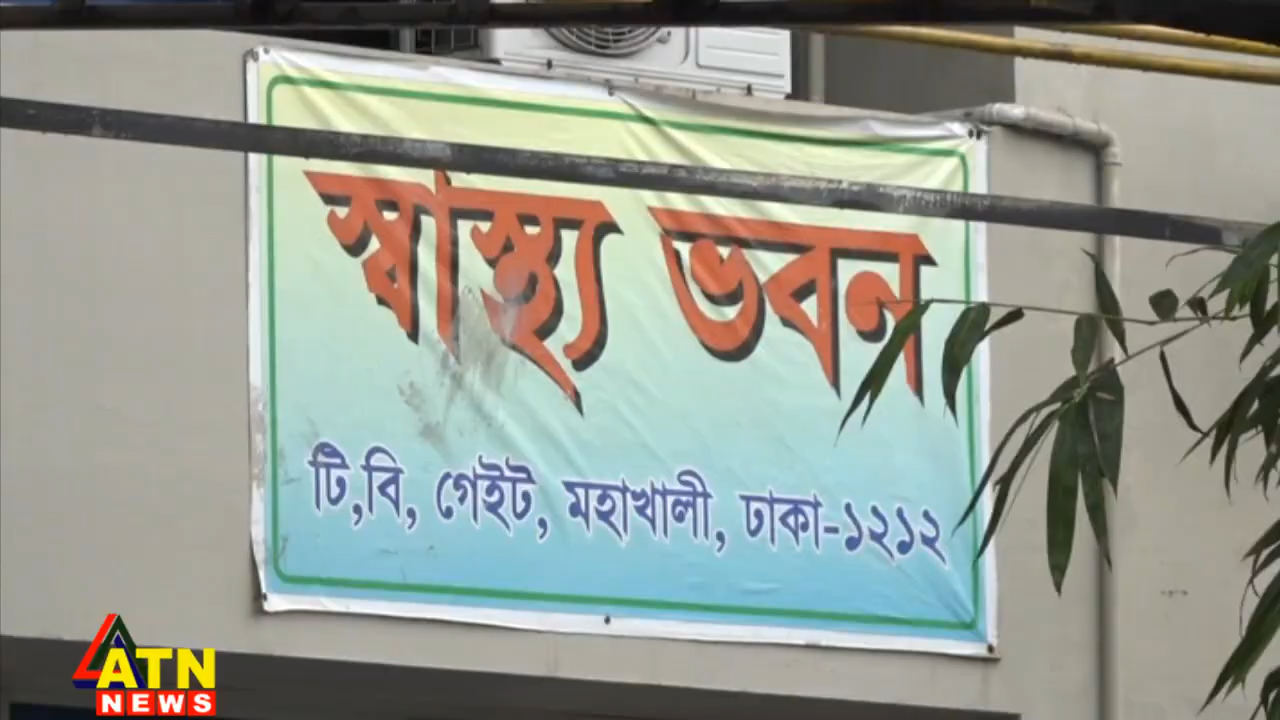 স্বাস্থ্য ভবন
টি,বি, গেইট, মহাখালী, ঢাকা-১২১২
ATN
NEWS